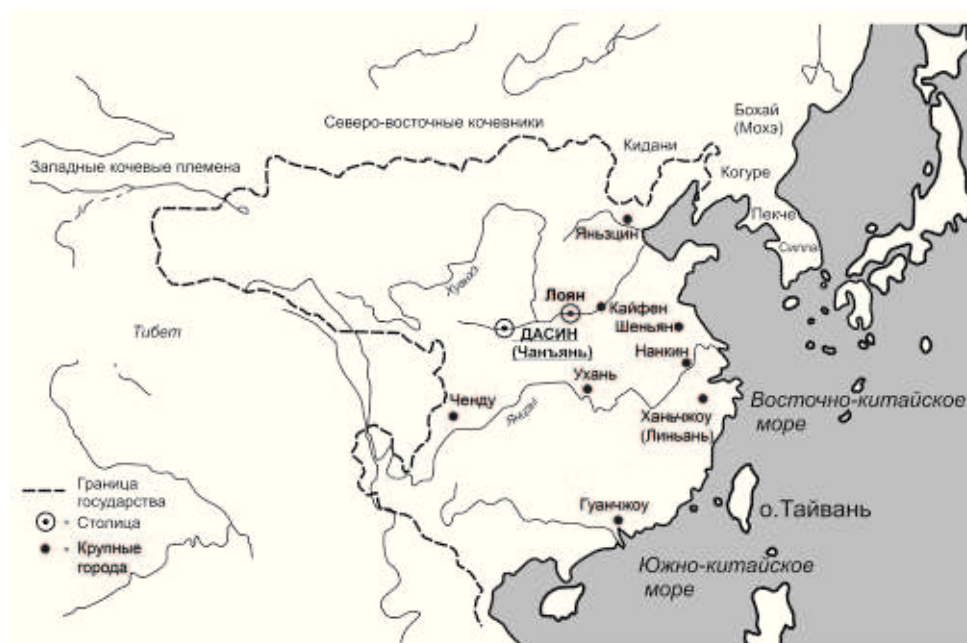 Северо-восточные кочевники
Бохай
(Мохэ)
Западные кочевые племена
Кидани
Когуре
Пекче
Силла
Яньзцин
Хуанхэ
Лоян
Кайфен
Шеньян
ДАСИН
(Чанъянь)
Тибет
Нанкин
Ухань
Ченду
Янцзы
Ханьчжоу
(Линьань)
Восточно-китайское
море
Граница
государства
Столица
Крупные
города
Гуанчжоу
о.Тайвань
Южно-китайское
море